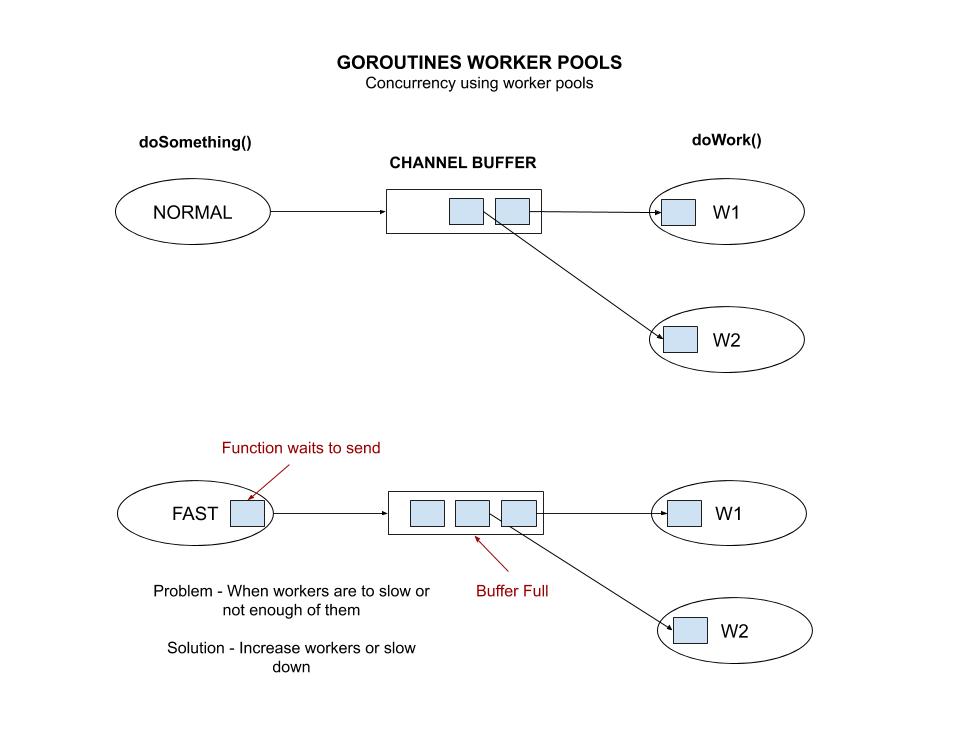 GOROUTINES WORKER POOLS
Concurrency using worker pools
doSomething()
doWork()
CHANNEL BUFFER
NORMAL
W1
W2
Function waits to send
FAST
W1
Problem - When workers are to slow or
not enough of them
Buffer Full
W2
Solution - Increase workers or slow
down